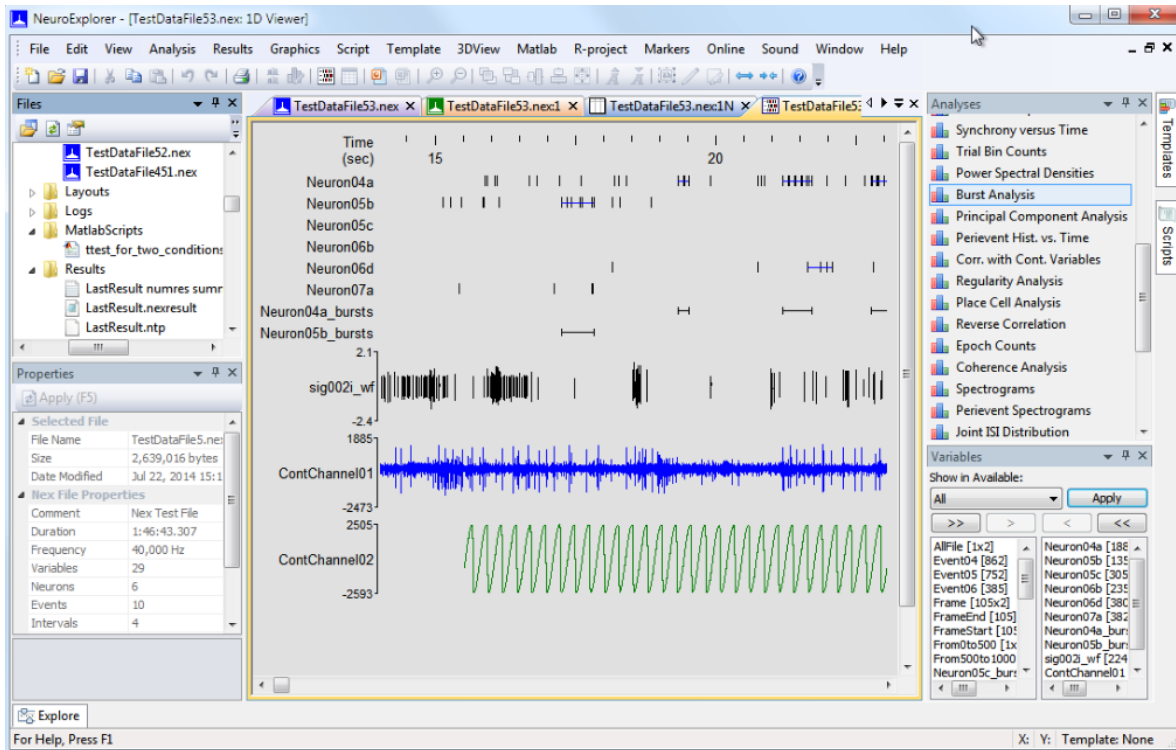 NeuroExplorer - [TestDataFile53.nex: 1D Viewer]
File Edit View Analysis Results Graphics Script Template 3DView Matlab R-project Markers Online Sound Window Help
Files
TestDataFile52.nex
TestDataFile451.nex
Layouts
Logs
MatlabScripts
ttest_for_two_conditions
Results
LastResult numres sumr
LastResult.nexresult
LastResult.ntp
Properties
Apply (F5)
Selected File
File Name TestDataFile5.nex
Size 2,639,016 bytes
Date Modified Jul 22, 2014 15:1
Nex File Properties
Comment Nex Test File
Duration 1:46:43.307
Frequency 40,000 Hz
Variables 29
Neurons 6
Events 10
Intervals 4
TestDataFile53.nex TestDataFile53.nex:1 TestDataFile53.nex:1N TestDataFile53
Time
(sec) 15 20
Neuron04a
Neuron05b
Neuron05c
Neuron06b
Neuron06d
Neuron07a
Neuron04a_bursts
Neuron05b_bursts
2.1
sig002i_wf
-2.4
1885
ContChannel01
-2473
2505
ContChannel02
-2593
Analyses
Synchrony versus Time
Trial Bin Counts
Power Spectral Densities
Burst Analysis
Principal Component Analysis
Perievent Hist. vs. Time
Corr. with Cont. Variables
Regularity Analysis
Place Cell Analysis
Reverse Correlation
Epoch Counts
Coherence Analysis
Spectrograms
Perievent Spectrograms
Joint ISI Distribution
Variables
Show in Available:
All Apply
>> > < <<
AllFile [1x2]
Event04 [862]
Event05 [752]
Event06 [385]
Frame [105x2]
FrameEnd [105]
FrameStart [105
From0to500 [1x
From500to1000
Neuron05c_burs
Neuron04a [188
Neuron05b [135
Neuron05c [305
Neuron06b [235
Neuron06d [380
Neuron07a [382
Neuron04a_burs
Neuron05b_burs
sig002i_wf [224
ContChannel01
Templates
Scripts
Explore
For Help, Press F1
X: Y: Template: None